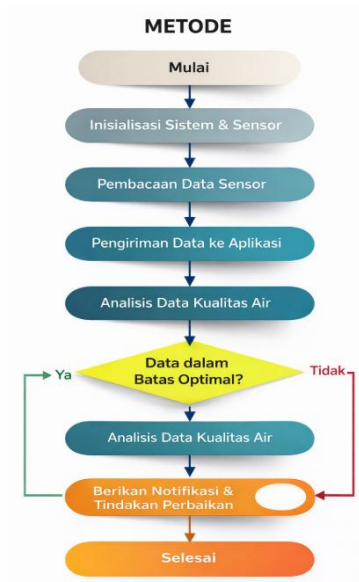 METODE
Mulai
Inisialisasi Sistem & Sensor
Pembacaan Data Sensor
Pengiriman Data ke Aplikasi
Analisis Data Kualitas Air
Data dalam
Batas Optimal?
Ya
Tidak
Analisis Data Kualitas Air
Berikan Notifikasi &
Tindakan Perbaikan
Selesai